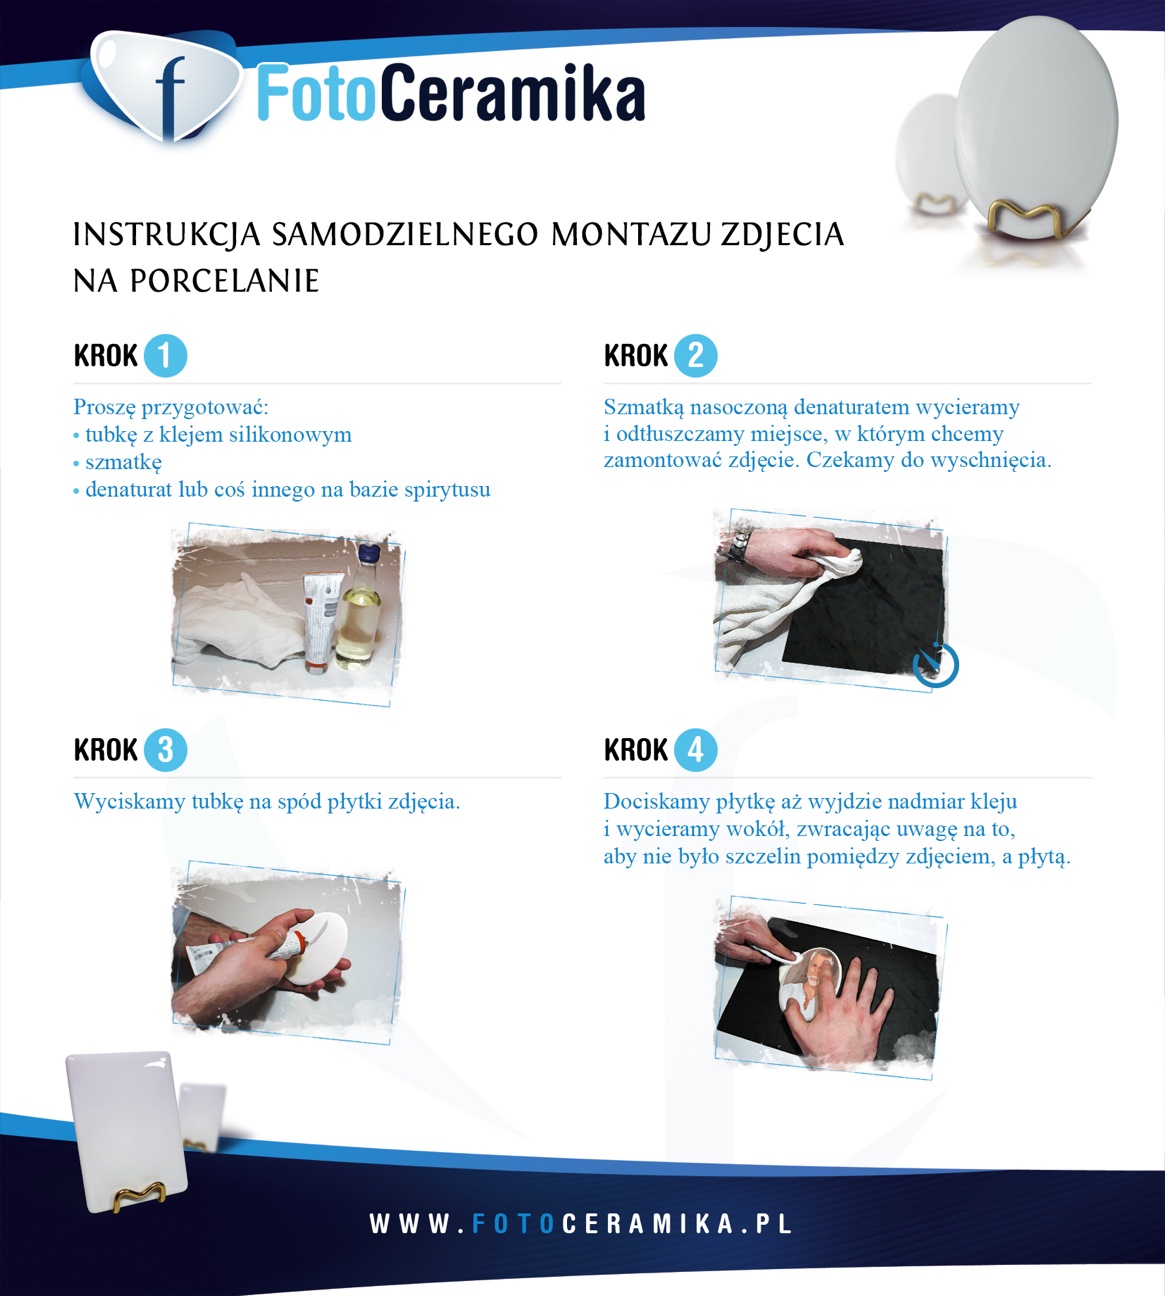 f
FotoCeramika
INSTRUKCJA SAMODZIELNEGO MONTAZU ZDJECIA
NA PORCELANIE
KROK 1
Proszę przygotować:
• tubkę z klejem silikonowym
• szmatkę
• denaturat lub coś innego na bazie spirytusu
KROK 2
Szmatką nasoczoną denaturatem wycieramy
i odtłuszczamy miejsce, w którym chcemy
zamontować zdjęcie. Czekamy do wyschnięcia.
KROK 3
Wyciskamy tubkę na spód płytki zdjęcia.
KROK 4
Dociskamy płytkę aż wyjdzie nadmiar kleju
i wycieramy wokół, zwracając uwagę na to,
aby nie było szczelin pomiędzy zdjęciem, a płytą.
WWW.FOTOCERAMIKA.PL